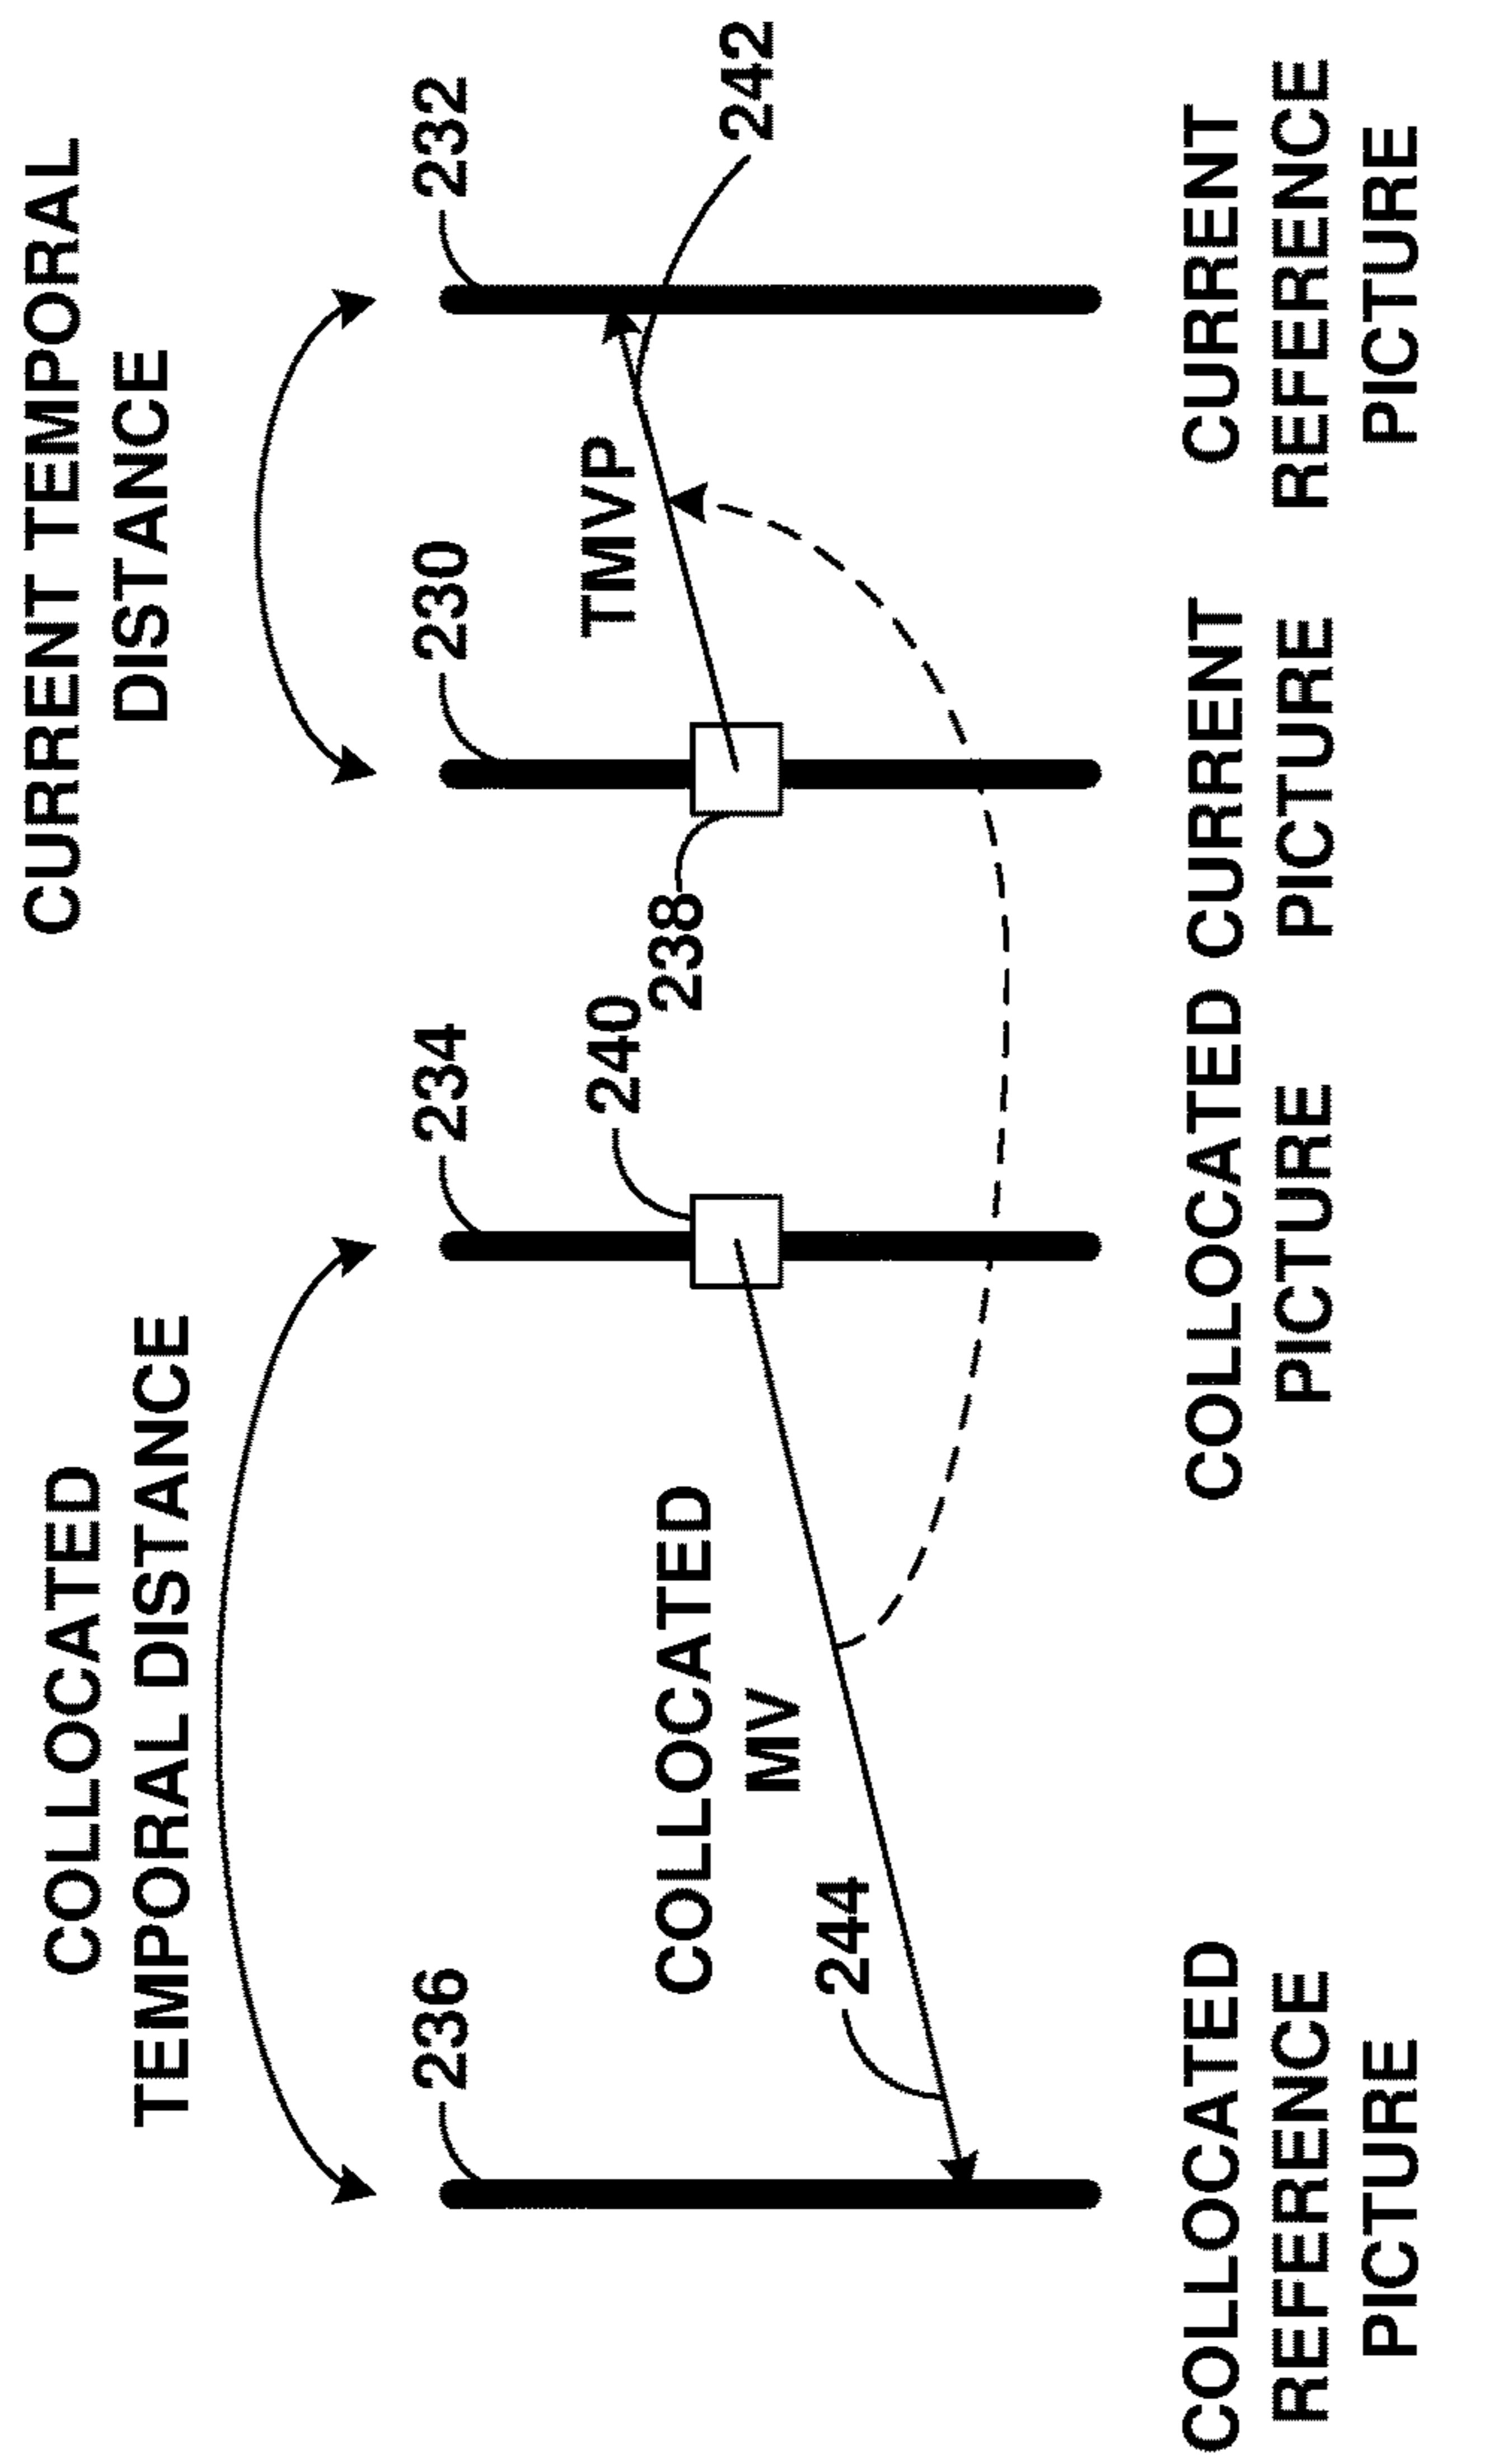 COLLOCATED
TEMPORAL DISTANCE
CURRENT TEMPORAL
DISTANCE
236
234
230
232
COLLOCATED
MV
244
240
238
TMVP
242
COLLOCATED
REFERENCE
PICTURE
COLLOCATED
PICTURE
CURRENT
PICTURE
CURRENT
REFERENCE
PICTURE